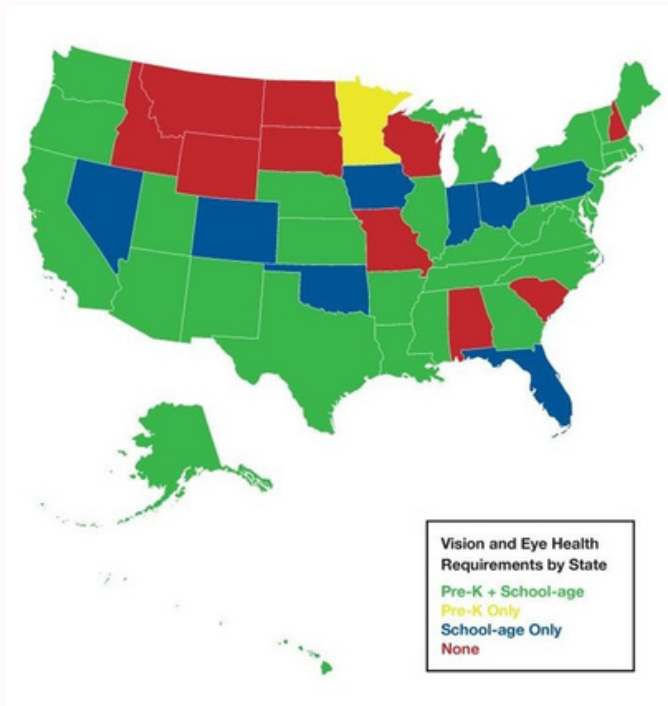 Vision and Eye Health
Requirements by State
Pre-K + School-age
Pre-K Only
School-age Only
None